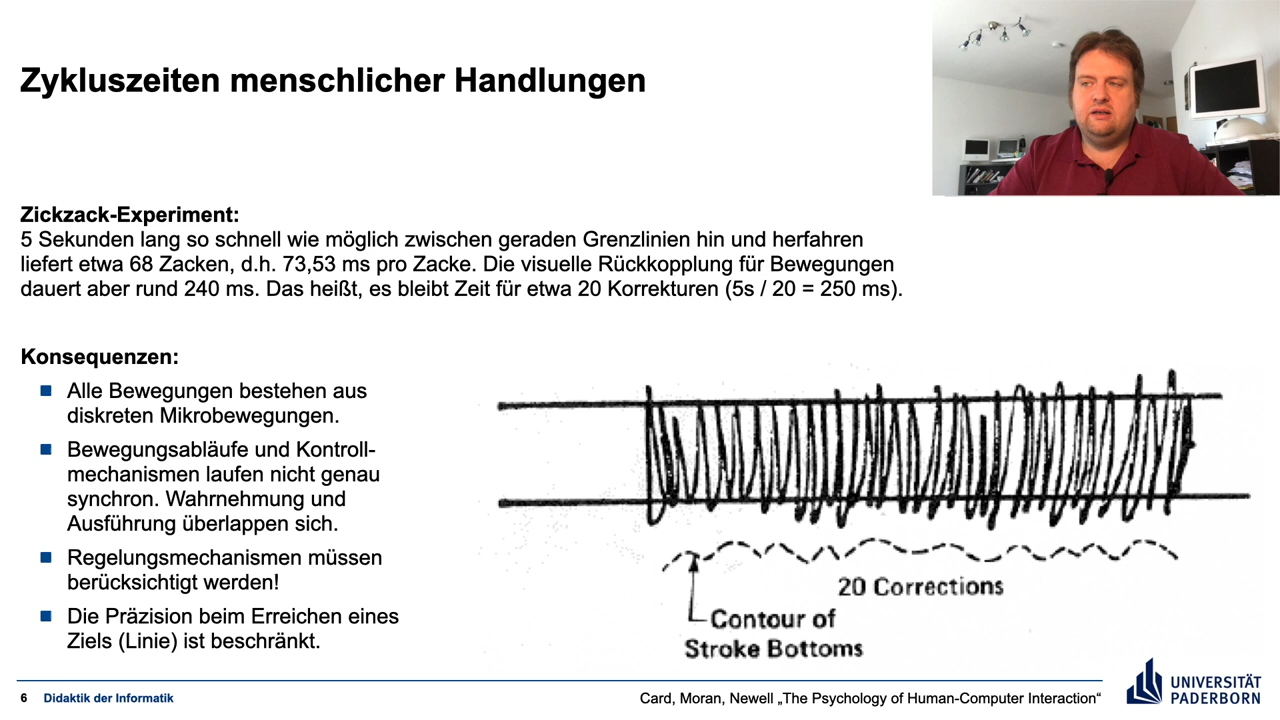 Zykluszeiten menschlicher Handlungen
Zickzack-Experiment:
5 Sekunden lang so schnell wie möglich zwischen geraden Grenzlinien hin und herfahren
liefert etwa 68 Zacken, d.h. 73,53 ms pro Zacke. Die visuelle Rückkopplung für Bewegungen
dauert aber rund 240 ms. Das heißt, es bleibt Zeit für etwa 20 Korrekturen (5s / 20 = 250 ms).
Konsequenzen:
Alle Bewegungen bestehen aus
diskreten Mikrobewegungen.
Bewegungsabläufe und Kontroll-
mechanismen laufen nicht genau
synchron. Wahrnehmung und
Ausführung überlappen sich.
Regelungsmechanismen müssen
berücksichtigt werden!
Die Präzision beim Erreichen eines
Ziels (Linie) ist beschränkt.
20 Corrections
Contour of
Stroke Bottoms
6 Didaktik der Informatik
Card, Moran, Newell „The Psychology of Human-Computer Interaction“
UNIVERSITÄT
PADERBORN